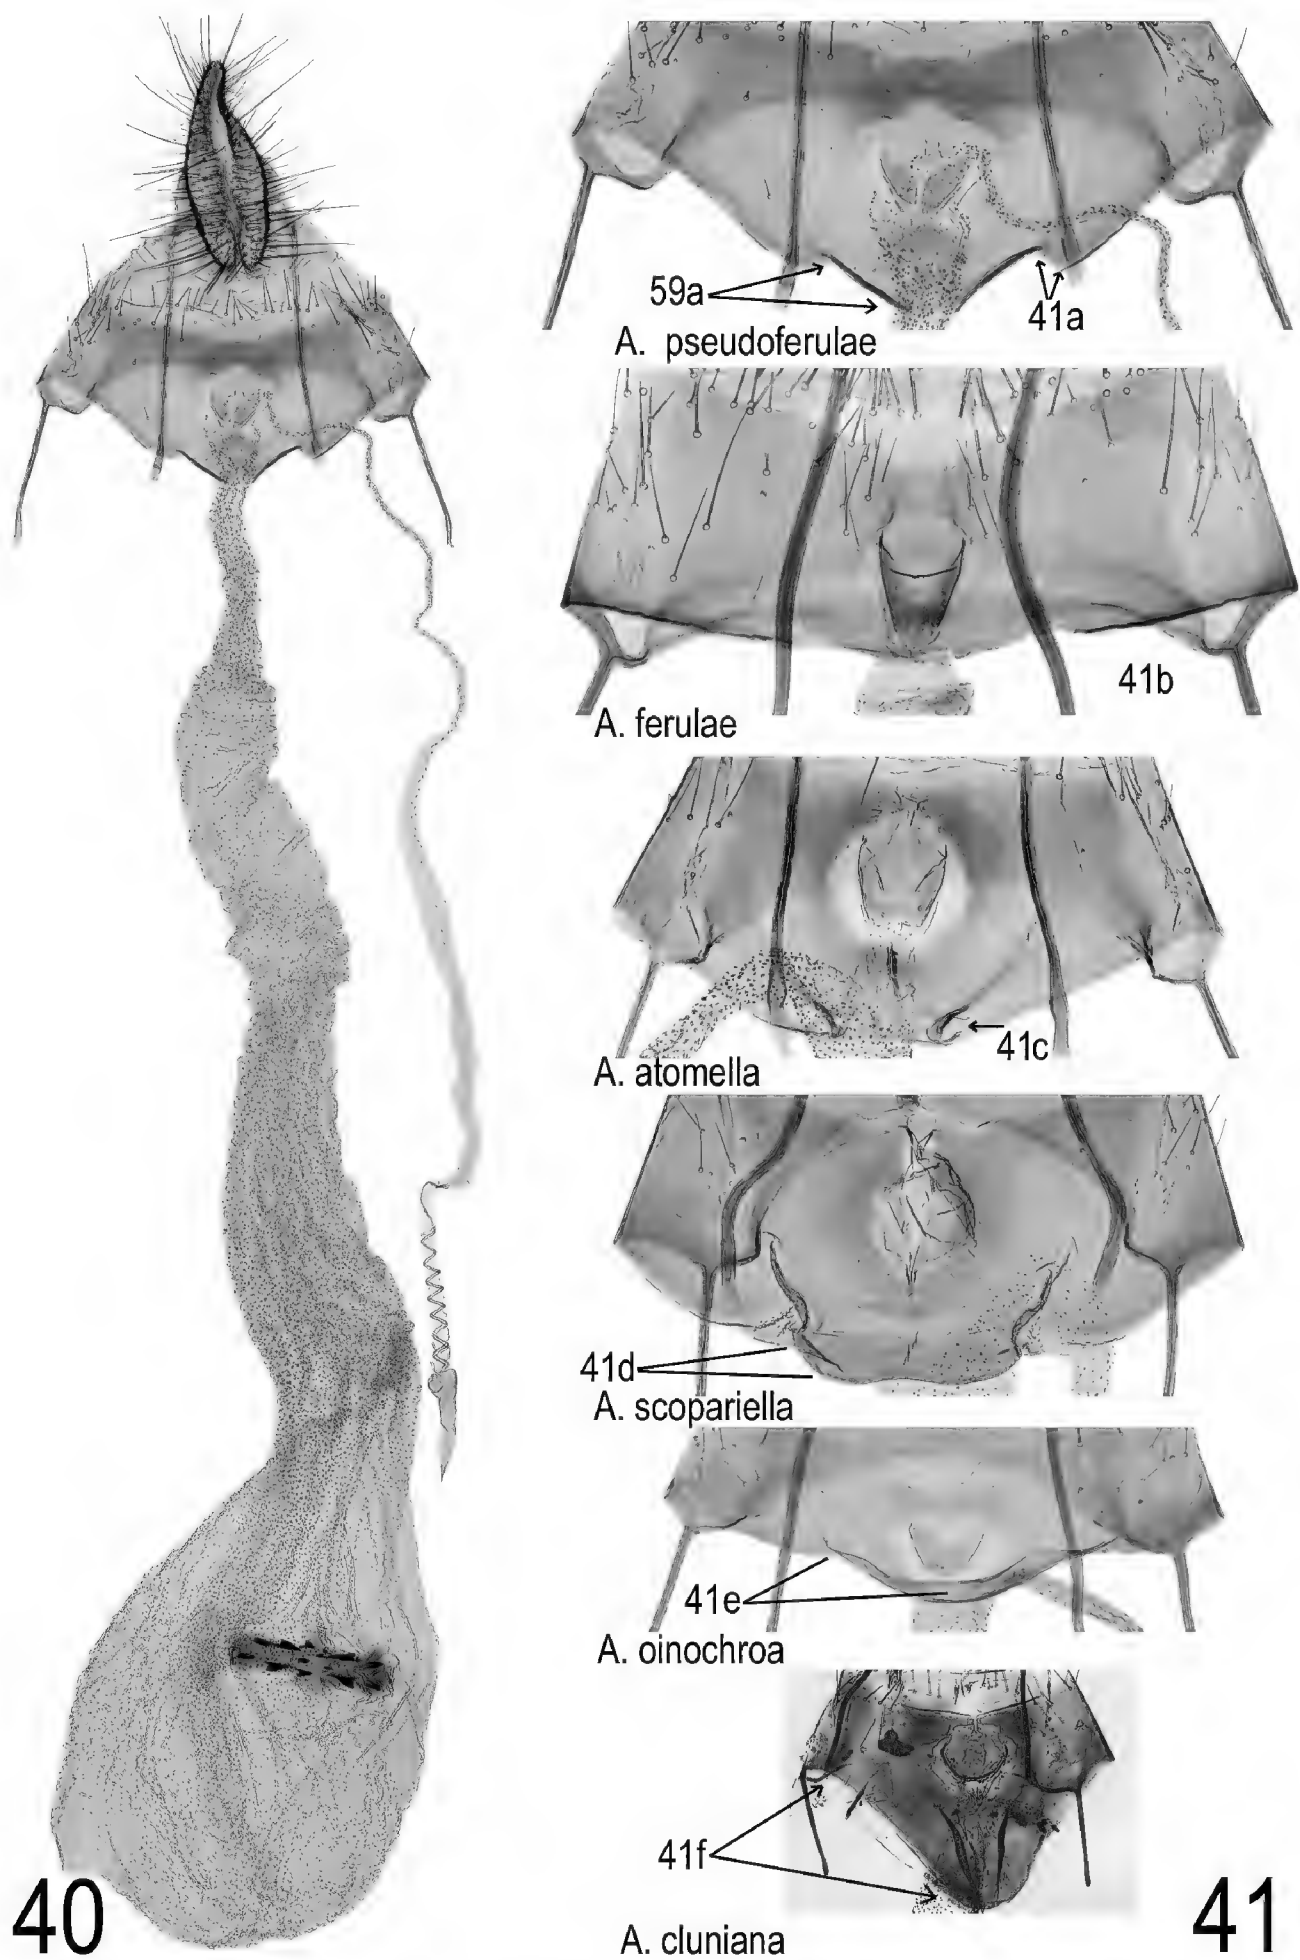 59a
41a
A. pseudoferulae
41b
A. ferulae
41c
A. atomella
41d
A. scopariella
41e
A. oinochroa
41f
A. cluniana
40
41